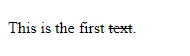 This is the first text.